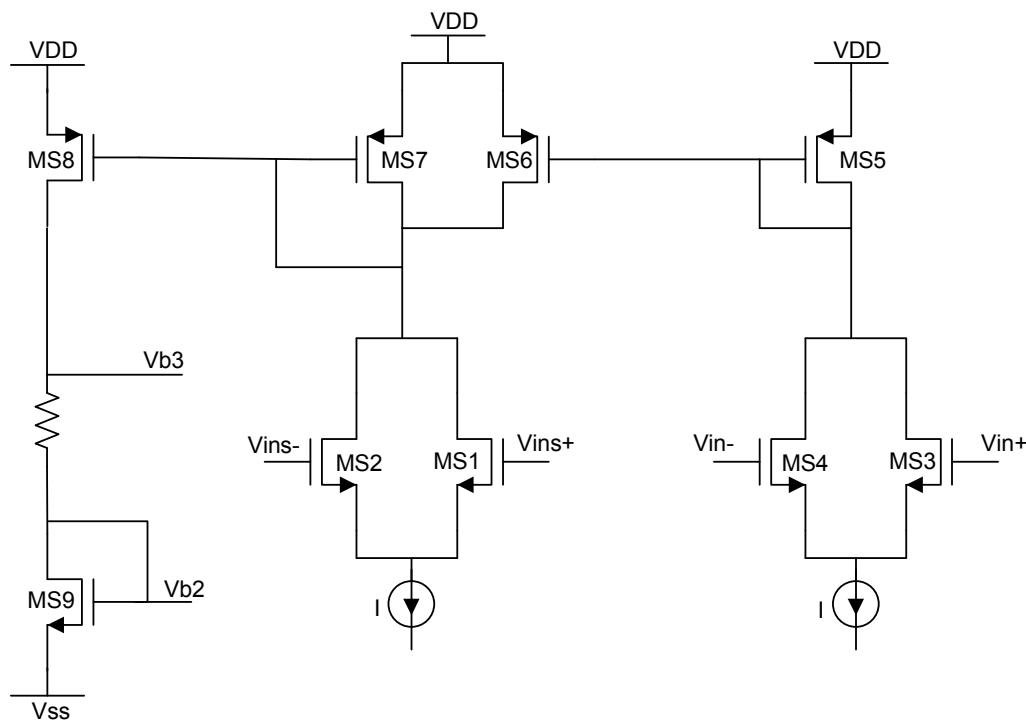 VDD
VDD
VDD
MS8
MS7
MS6
MS5
Vb3
Vins-
MS2
MS1
Vins+
Vin-
MS4
MS3
Vin+
MS9
Vb2
I
I
Vss